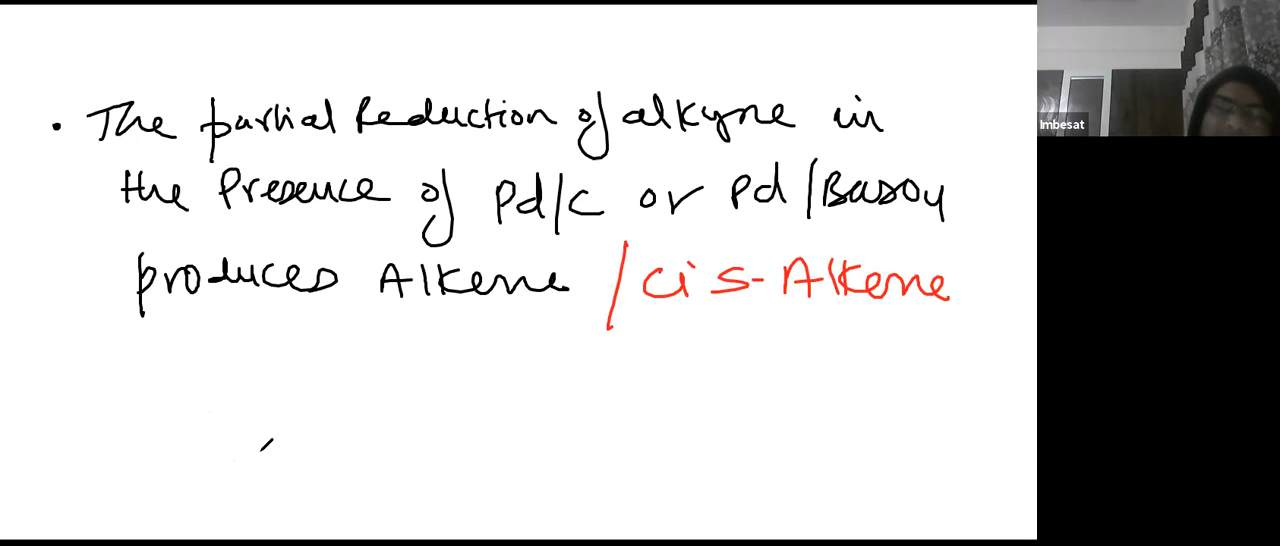 • The partial Reduction of alkyne in
the Presence of Pd/C or Pd/BaSO4
produces Alkene / Cis-Alkene
Imbesat